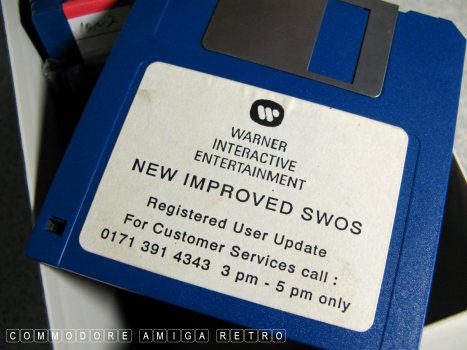 WARNER
INTERACTIVE
ENTERTAINMENT
NEW IMPROVED SWOS
Registered User Update
For Customer Services call :
0171 391 4343 3 pm - 5 pm only
COMMODORE AMIGA RETRO